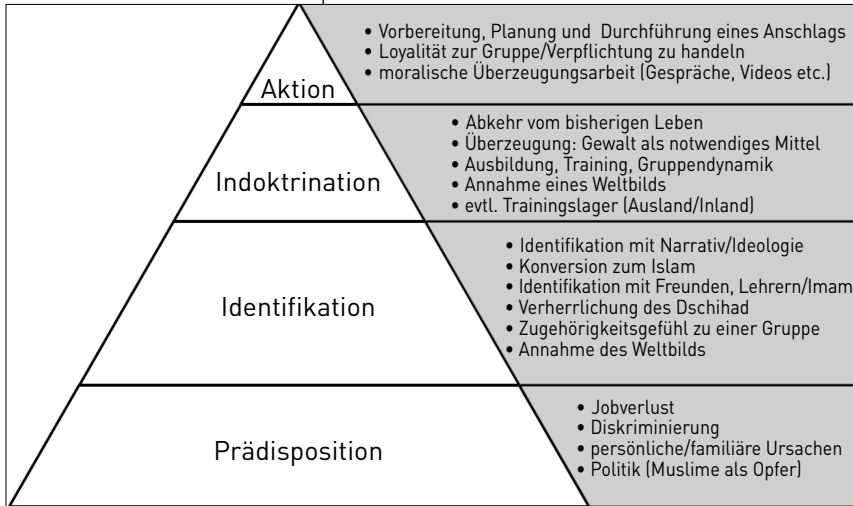 • Vorbereitung, Planung und Durchführung eines Anschlags
• Loyalität zur Gruppe/Verpflichtung zu handeln
• moralische Überzeugungsarbeit (Gespräche, Videos etc.)
Aktion
• Abkehr vom bisherigen Leben
• Überzeugung: Gewalt als notwendiges Mittel
• Ausbildung, Training, Gruppendynamik
• Annahme eines Weltbilds
• evtl. Trainingslager (Ausland/Inland)
Indoktrination
• Identifikation mit Narrativ/Ideologie
• Konversion zum Islam
• Identifikation mit Freunden, Lehrern/Imam
• Verherrlichung des Dschihad
• Zugehörigkeitsgefühl zu einer Gruppe
• Annahme des Weltbilds
Identifikation
• Jobverlust
• Diskriminierung
• persönliche/familiäre Ursachen
• Politik (Muslime als Opfer)
Prädisposition